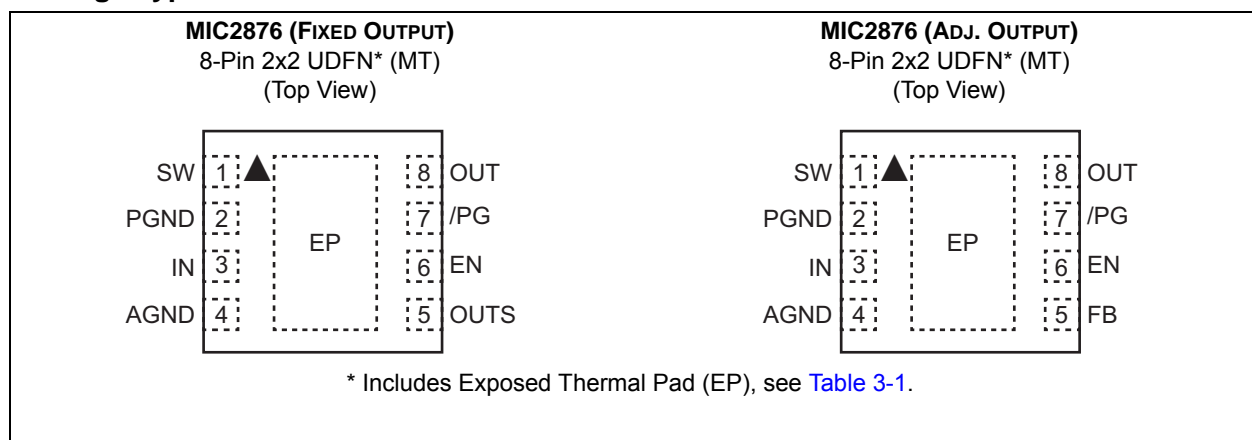 MIC2876 (FIXED OUTPUT)
8-Pin 2x2 UDFN* (MT)
(Top View)
SW 1
PGND 2
IN 3
AGND 4
EP
8 OUT
7 /PG
6 EN
5 OUTS
MIC2876 (ADJ. OUTPUT)
8-Pin 2x2 UDFN* (MT)
(Top View)
SW 1
PGND 2
IN 3
AGND 4
EP
8 OUT
7 /PG
6 EN
5 FB
* Includes Exposed Thermal Pad (EP), see Table 3-1.